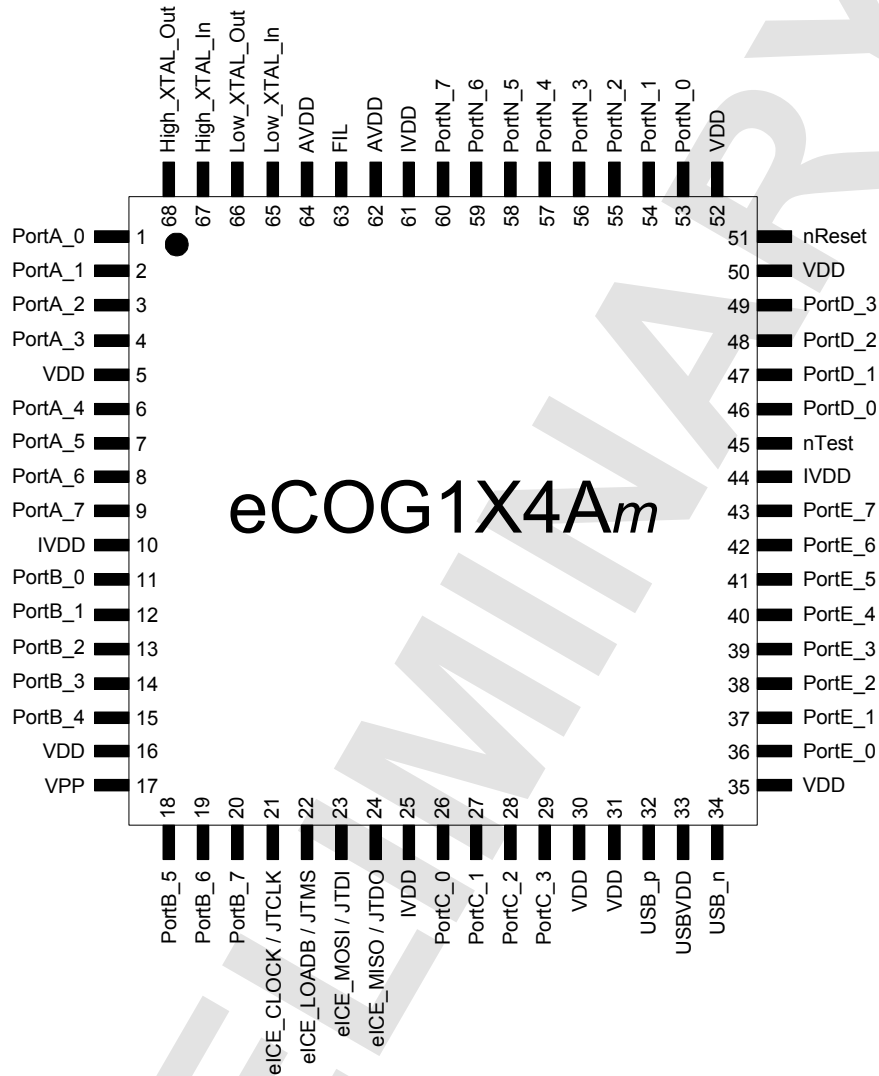 High_XTAL_Out
High_XTAL_In
Low_XTAL_Out
Low_XTAL_In
AVDD
FIL
AVDD
IVDD
PortN_7
PortN_6
PortN_5
PortN_4
PortN_3
PortN_2
PortN_1
PortN_0
VDD
68
67
66
65
64
63
62
61
60
59
58
57
56
55
54
53
52
PortA_0 1
PortA_1 2
PortA_2 3
PortA_3 4
VDD 5
PortA_4 6
PortA_5 7
PortA_6 8
PortA_7 9
IVDD 10
PortB_0 11
PortB_1 12
PortB_2 13
PortB_3 14
PortB_4 15
VDD 16
VPP 17
eCOG1X4Am
51 nReset
50 VDD
49 PortD_3
48 PortD_2
47 PortD_1
46 PortD_0
45 nTest
44 IVDD
43 PortE_7
42 PortE_6
41 PortE_5
40 PortE_4
39 PortE_3
38 PortE_2
37 PortE_1
36 PortE_0
35 VDD
18
19
20
21
22
23
24
25
26
27
28
29
30
31
32
33
34
PortB_5
PortB_6
PortB_7
eICE_CLOCK / JTCLK
eICE_LOADB / JTMS
eICE_MOSI / JTDI
eICE_MISO / JTDO
IVDD
PortC_0
PortC_1
PortC_2
PortC_3
VDD
VDD
USB_p
USBVDD
USB_n
ELIMINARY